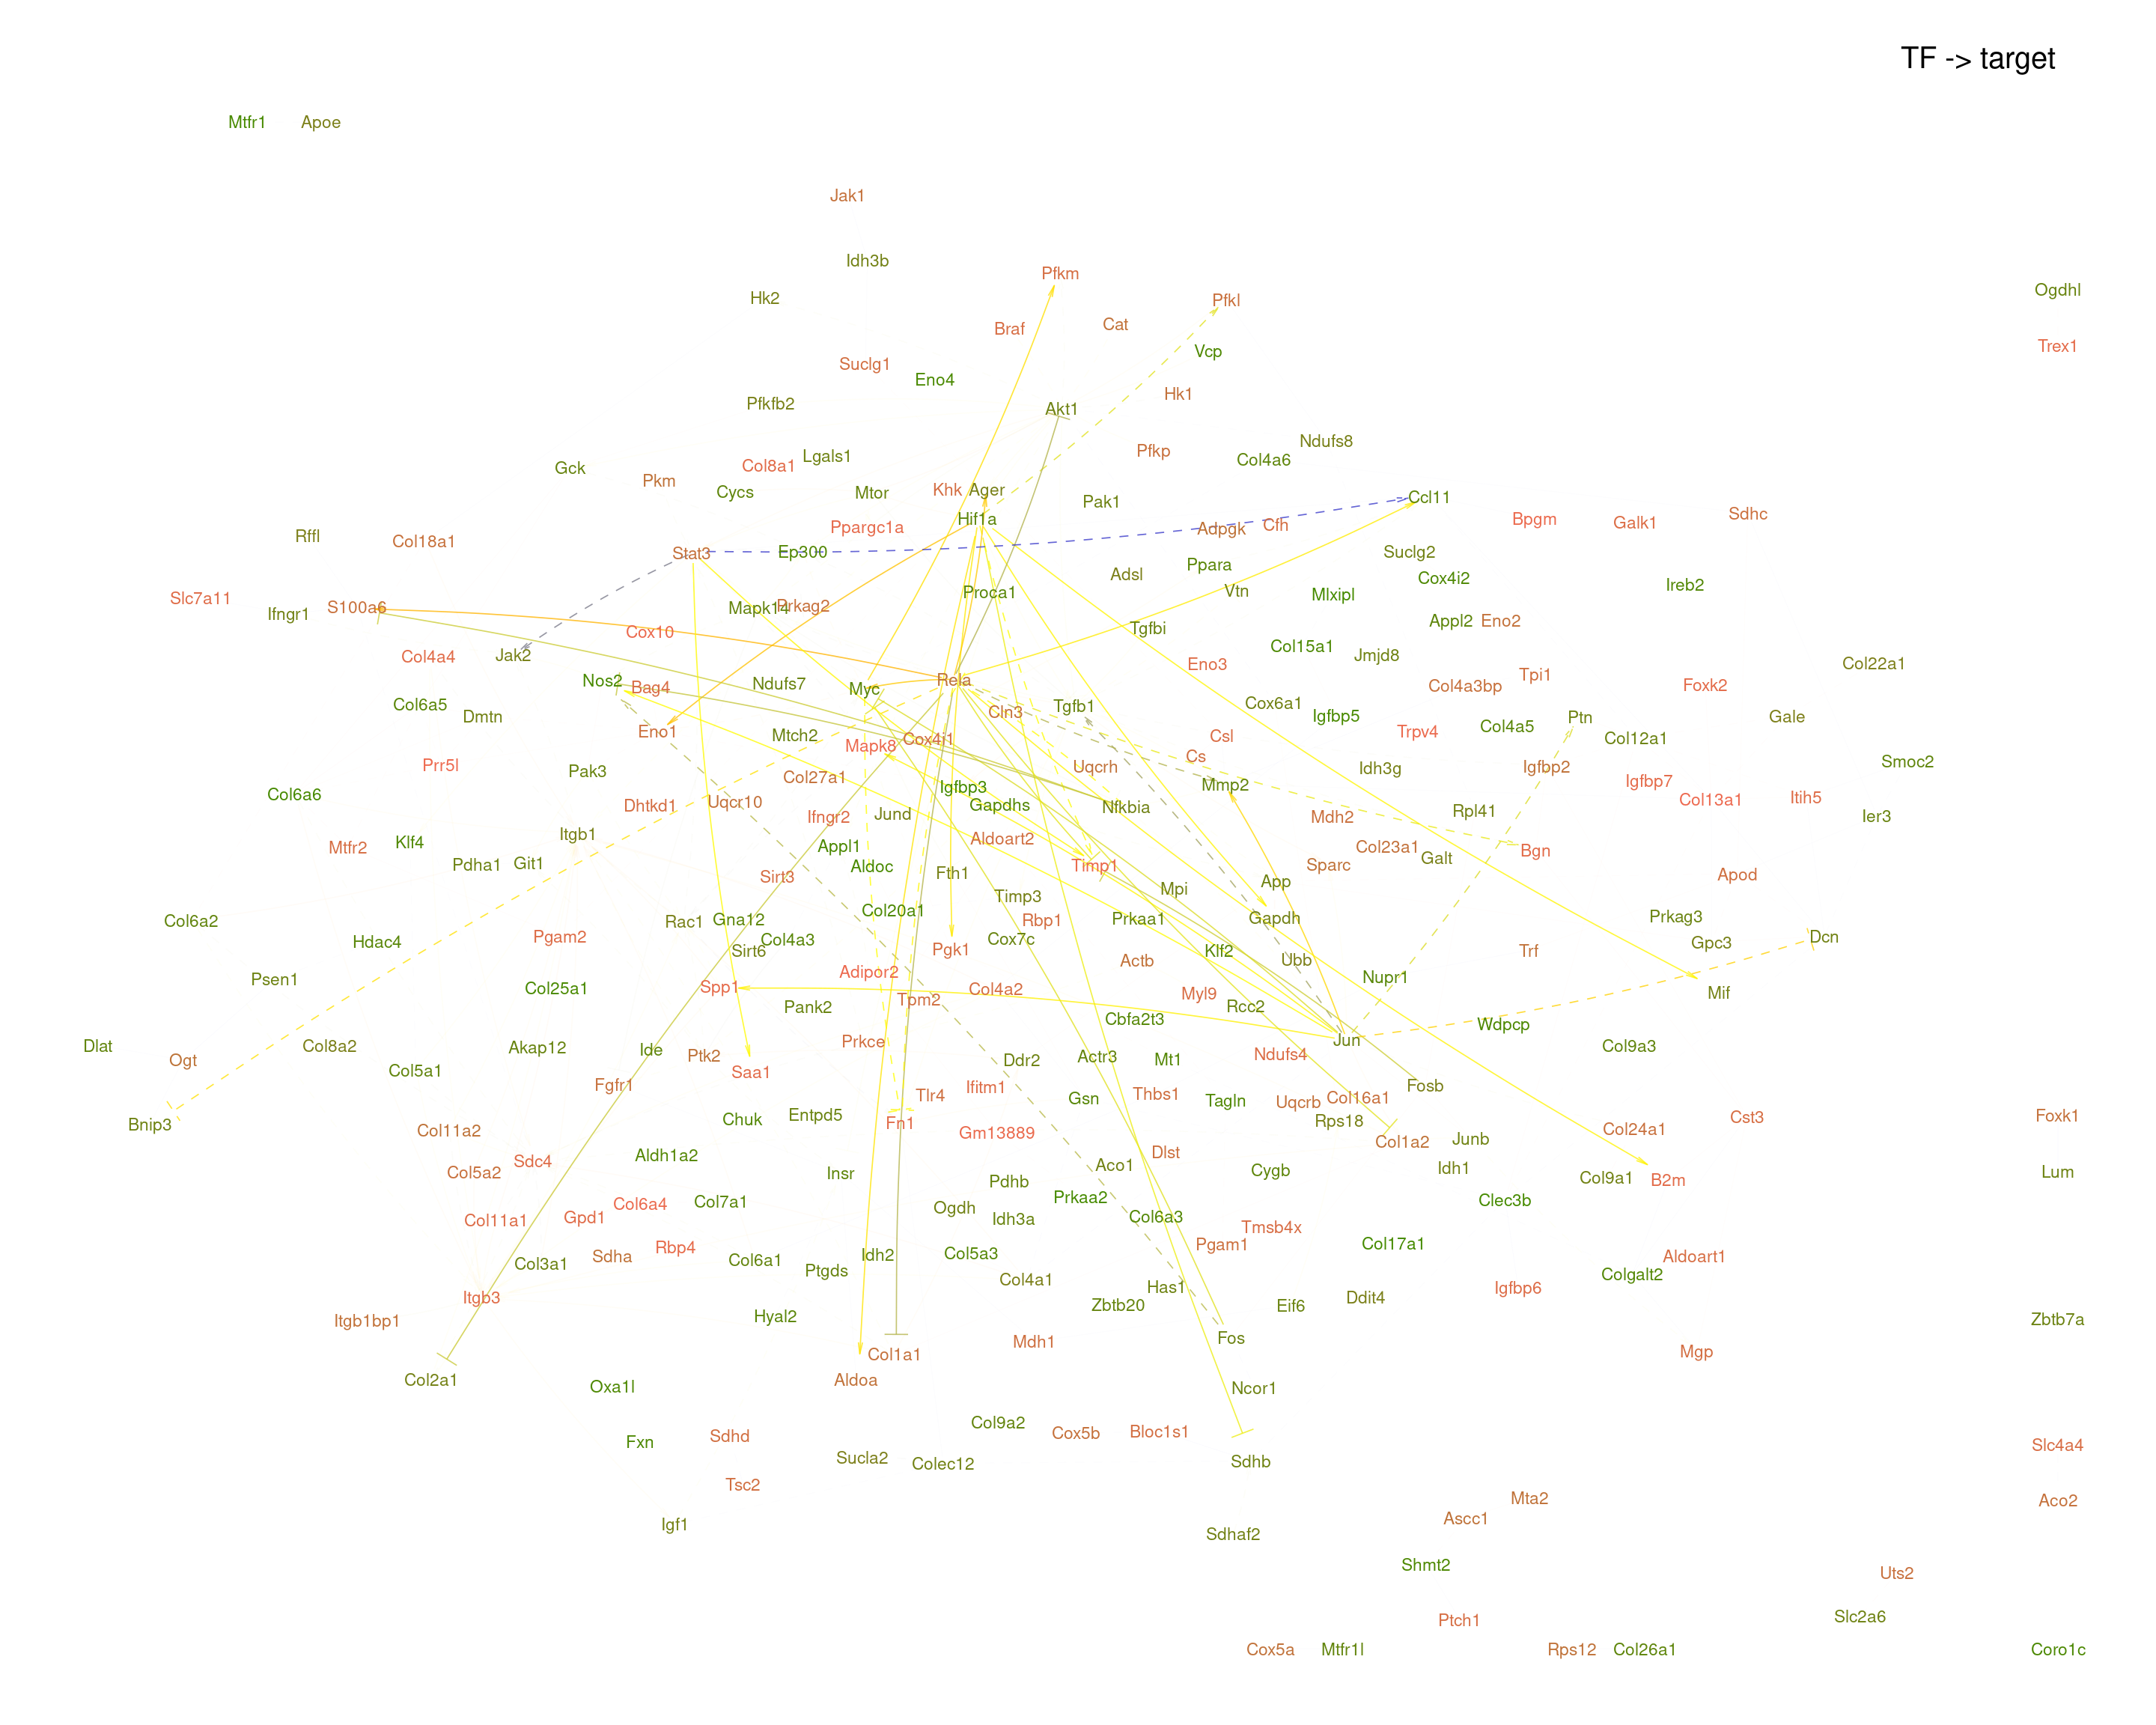 TF -> target
Mtfr1 Apoe
Jak1
Idh3b
Pfkm
Ogdhl
Hk2 Pfkl
Braf Cat
Trex1
Vcp
Suclg1
Eno4
Hk1
Pfkfb2
Akt1
Ndufs8
Pfkp
Lgals1
Col4a6
Col8a1
Gck
Pkm
Cycs Mtor Khk Ager
Ccl11
Pak1
Sdhc
Hif1a Bpgm Galk1
Ppargc1a Adpgk Cfh
Rffl
Col18a1
Stat3 Ep300 Suclg2
Ppara
Adsl
Cox4i2 Ireb2
Proca1 Vtn
Mlxipl
Slc7a11
S100a6 Mapk14 Prkag2
Ifngr1
Appl2 Eno2
Tgfbi
Cox10
Col15a1
Jak2 Col4a4 Jmjd8
Eno3 Col22a1
Tpi1
Nos2 Bag4 Ndufs7 Myc Rela
Col4a3bp Foxk2
Col6a5 Cox6a1
Tgfb1
Dmtn Cln3 Igfbp5 Ptn Gale
Col4a5
Eno1 Mtch2 Cox4i1 Csl Trpv4 Col12a1
Mapk8
Cs
Prr5l Uqcrh Idh3g Igfbp2 Smoc2
Pak3 Col27a1
Igfbp3 Mmp2 Igfbp7
Col6a6 Col13a1 Itih5
Dhtkd1 Uqcr10 Gapdhs Nfkbia
Ifngr2 Jund Mdh2 Rpl41 Ier3
Itgb1
Klf4 Aldoart2
Mtfr2 Appl1 Col23a1 Bgn
Pdha1 Git1 Aldoc Timp1 Sparc Galt
Sirt3 Fth1 App Apod
Mpi
Timp3
Col6a2 Rac1 Gna12 Col20a1 Rbp1 Prkaa1 Gapdh Prkag3
Hdac4 Pgam2 Col4a3 Cox7c Gpc3 Dcn
Sirt6 Pgk1 Klf2 Trf
Actb Ubb
Psen1 Adipor2 Nupr1
Col25a1 Spp1 Col4a2 Myl9 Mif
Pank2 Tpm2 Rcc2
Cbfa2t3 Wdpcp
Dlat Col8a2 Akap12 Ide Prkce Jun Col9a3
Ogt Ptk2 Ddr2 Actr3 Mt1 Ndufs4
Col5a1 Saa1
Fgfr1 Tlr4 Ifitm1 Fosb
Gsn Thbs1 Tagln Uqcrb Col16a1
Bnip3 Chuk Entpd5 Fn1 Rps18 Cst3 Foxk1
Col11a2 Gm13889 Col1a2 Junb Col24a1
Sdc4 Aldh1a2 Dlst
Col5a2 Insr Aco1 Cygb Idh1 Col9a1 B2m Lum
Pdhb
Col6a4 Col7a1 Ogdh Prkaa2 Clec3b
Col11a1 Gpd1 Idh3a Col6a3 Tmsb4x
Rbp4 Pgam1 Col17a1
Col3a1 Sdha Col6a1 Idh2 Col5a3 Aldoart1
Ptgds Col4a1 Has1 Igfbp6 Colgalt2
Itgb3 Zbtb20 Eif6 Ddit4
Itgb1bp1 Hyal2 Zbtb7a
Fos
Col1a1 Mdh1 Mgp
Col2a1 Aldoa
Oxa1l Ncor1
Col9a2
Fxn Sdhd Cox5b Bloc1s1 Slc4a4
Sucla2 Colec12 Sdhb
Tsc2 Mta2 Aco2
Igf1 Ascc1
Sdhaf2
Shmt2
Uts2
Ptch1 Slc2a6
Cox5a Mtfr1l Rps12 Col26a1 Coro1c